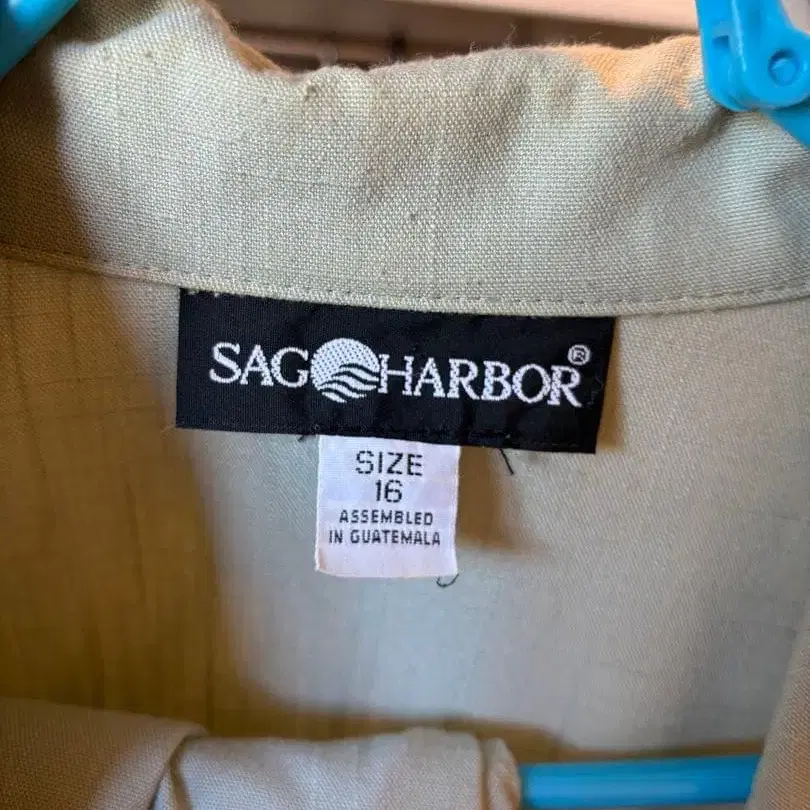 SAG HARBOR®
SIZE
16
ASSEMBLED
IN GUATEMALA